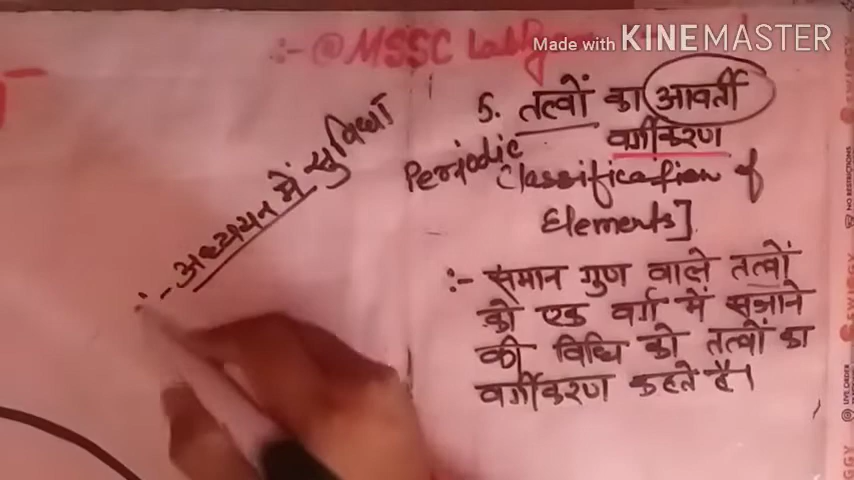 :- @MSSC
Made with KINEMASTER
5. तत्वों का आवर्ती
वर्गीकरण
Periodic Classification of
Elements]
:- समान गुण वाले तत्वों
को एक वर्ग में सजाने
की विधि को तत्वों का
वर्गीकरण कहते है।
:- अध्ययन में सुविधा